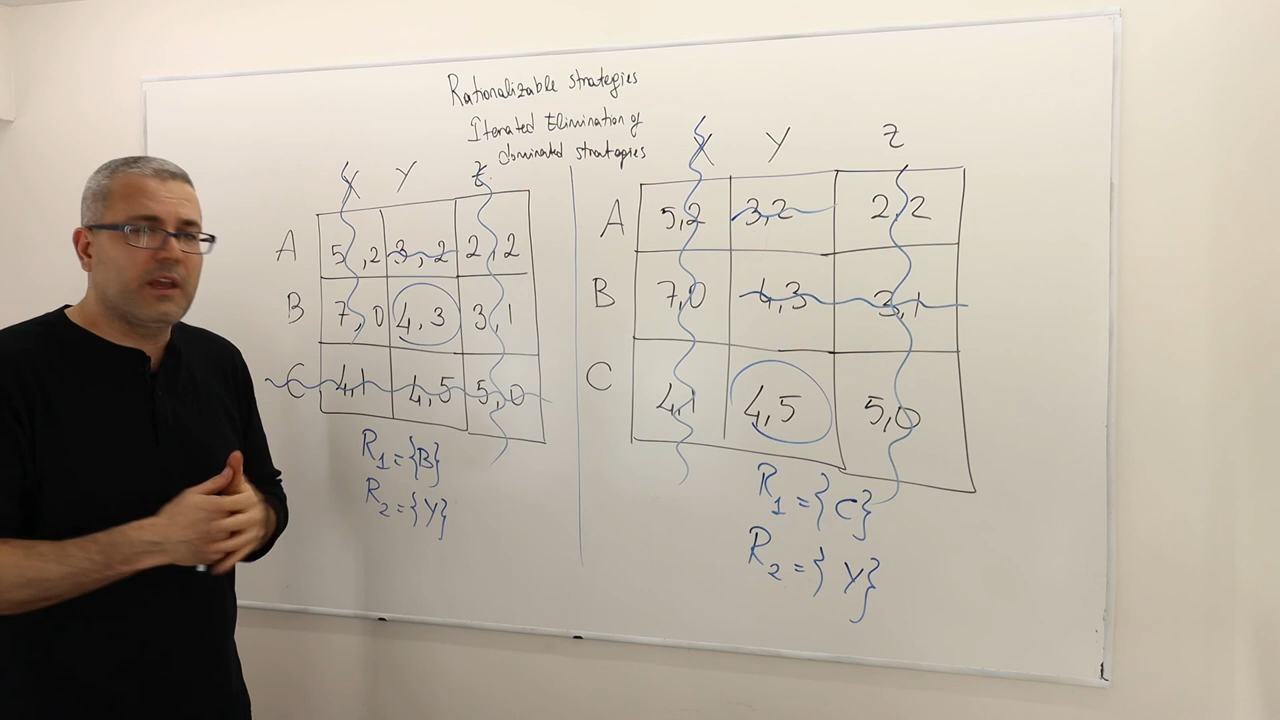 Rationalizable strategies
Iterated Elimination of
dominated strategies
X Y Z
A 5,2 3,2 2,2
B 7,0 4,3 3,1
C 4,1 4,5 5,0
R1={B}
R2={Y}
X Y Z
A 5,2 3,2 2,2
B 7,0 4,3 3,1
C 4,1 4,5 5,0
R1={C}
R2={Y}